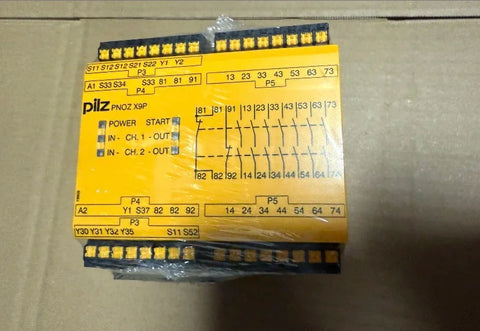 S11 S12 S12 S21 S22 Y1 Y2
P3
A1 S33 S34 S33 81 81 91
P4
13 23 33 43 53 63 73
P5
pilz PNOZ X9P
POWER START
IN - CH. 1 - OUT
IN - CH. 2 - OUT
81 81 91 13 23 33 43 53 63 73
82 82 92 14 24 34 44 54 64 74
P4
A2 Y1 S37 82 82 92
P3
Y30 Y31 Y32 Y35 S11 S52
P5
14 24 34 44 54 64 74